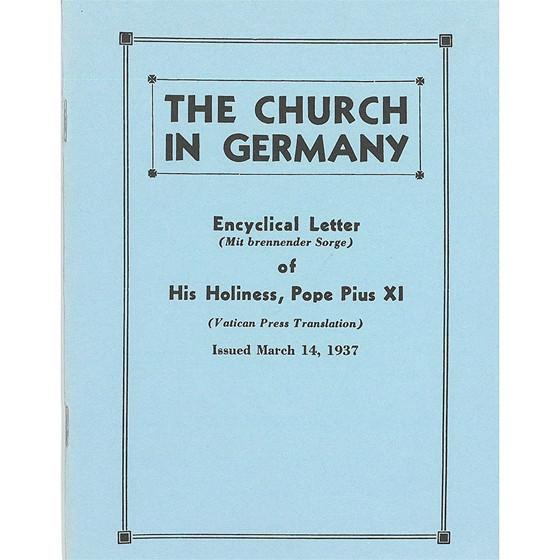 THE CHURCH
IN GERMANY
Encyclical Letter
(Mit brennender Sorge)
of
His Holiness, Pope Pius XI
(Vatican Press Translation)
Issued March 14, 1937